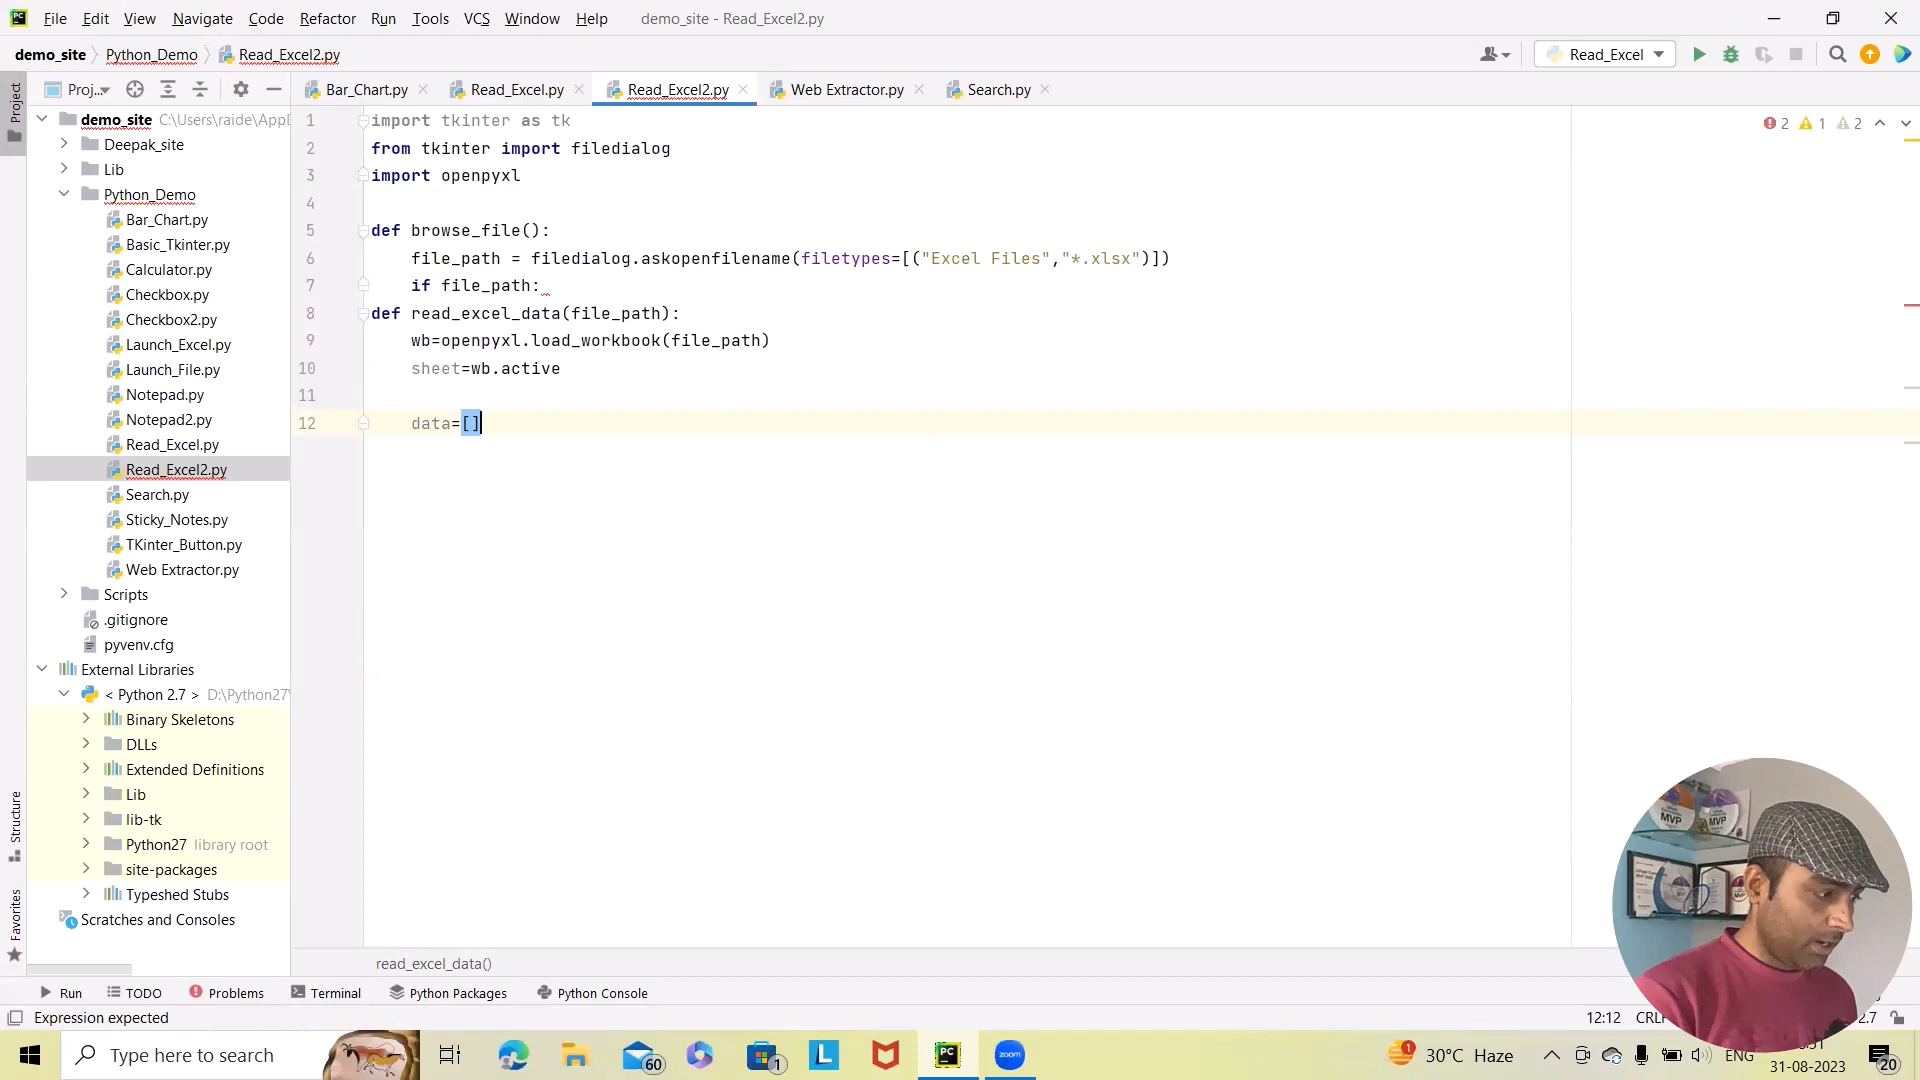 File Edit View Navigate Code Refactor Run Tools VCS Window Help demo_site - Read_Excel2.py
demo_site Python_Demo Read_Excel2.py Read_Excel
Proj... Bar_Chart.py Read_Excel.py Read_Excel2.py Web Extractor.py Search.py
Project
Structure
Favorites
demo_site C:\Users\raide\AppD
Deepak_site
Lib
Python_Demo
Bar_Chart.py
Basic_Tkinter.py
Calculator.py
Checkbox.py
Checkbox2.py
Launch_Excel.py
Launch_File.py
Notepad.py
Notepad2.py
Read_Excel.py
Read_Excel2.py
Search.py
Sticky_Notes.py
TKinter_Button.py
Web Extractor.py
Scripts
.gitignore
pyvenv.cfg
External Libraries
< Python 2.7 > D:\Python27\
Binary Skeletons
DLLs
Extended Definitions
Lib
lib-tk
Python27 library root
site-packages
Typeshed Stubs
Scratches and Consoles
2 1 2
1 import tkinter as tk
2 from tkinter import filedialog
3 import openpyxl
4
5 def browse_file():
6 file_path = filedialog.askopenfilename(filetypes=[("Excel Files","*.xlsx")])
7 if file_path:
8 def read_excel_data(file_path):
9 wb=openpyxl.load_workbook(file_path)
10 sheet=wb.active
11
12 data=[]
MVP MVP
read_excel_data()
Run TODO Problems Terminal Python Packages Python Console
Expression expected 12:12 CRLF 2.7
Type here to search 60 1 L PC zoom 1 30°C Haze ENG
31-08-2023 20